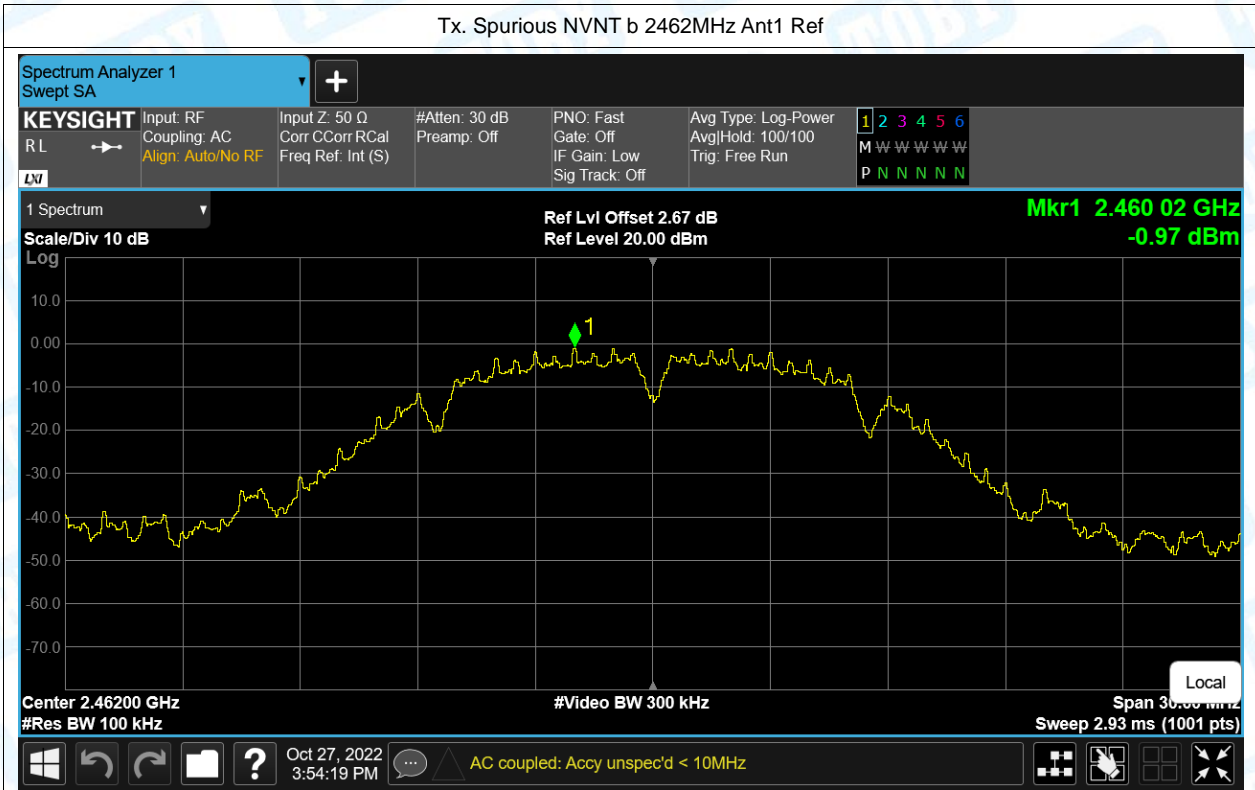 Tx. Spurious NVNT b 2462MHz Ant1 Ref
Spectrum Analyzer 1
Swept SA
KEYSIGHT
R L
LXI
Input: RF
Coupling: AC
Align: Auto/No RF
Input Z: 50 Ω
Corr CCorr RCal
Freq Ref: Int (S)
#Atten: 30 dB
Preamp: Off
PNO: Fast
Gate: Off
IF Gain: Low
Sig Track: Off
Avg Type: Log-Power
Avg|Hold: 100/100
Trig: Free Run
1 2 3 4 5 6
M W W W W W
P N N N N N
1 Spectrum
Scale/Div 10 dB
Log
Ref Lvl Offset 2.67 dB
Ref Level 20.00 dBm
Mkr1 2.460 02 GHz
-0.97 dBm
1
10.0
0.00
-10.0
-20.0
-30.0
-40.0
-50.0
-60.0
-70.0
Local
Center 2.46200 GHz
#Video BW 300 kHz
Span 30.00 MHz
#Res BW 100 kHz
Sweep 2.93 ms (1001 pts)
?
Oct 27, 2022
3:54:19 PM
AC coupled: Accy unspec'd < 10MHz